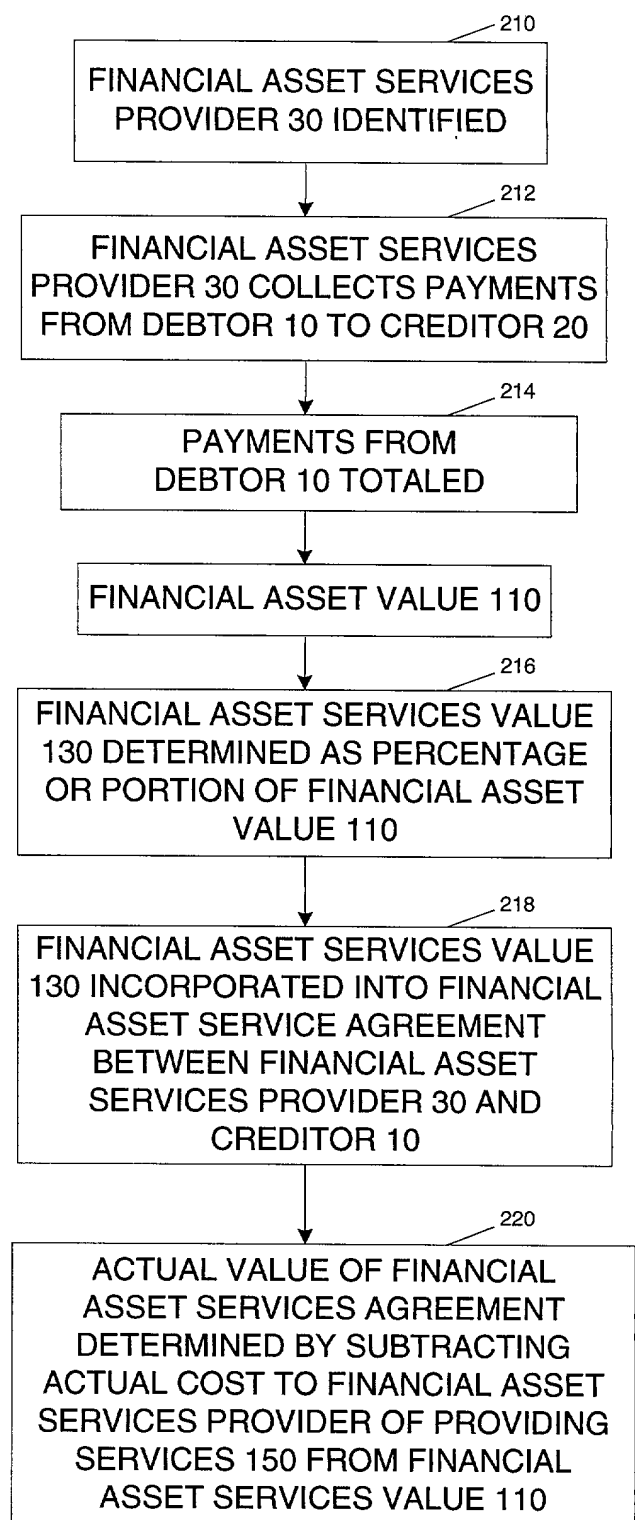 210
FINANCIAL ASSET SERVICES
PROVIDER 30 IDENTIFIED
212
FINANCIAL ASSET SERVICES
PROVIDER 30 COLLECTS PAYMENTS
FROM DEBTOR 10 TO CREDITOR 20
214
PAYMENTS FROM
DEBTOR 10 TOTALED
FINANCIAL ASSET VALUE 110
216
FINANCIAL ASSET SERVICES VALUE
130 DETERMINED AS PERCENTAGE
OR PORTION OF FINANCIAL ASSET
VALUE 110
218
FINANCIAL ASSET SERVICES VALUE
130 INCORPORATED INTO FINANCIAL
ASSET SERVICE AGREEMENT
BETWEEN FINANCIAL ASSET
SERVICES PROVIDER 30 AND
CREDITOR 10
220
ACTUAL VALUE OF FINANCIAL
ASSET SERVICES AGREEMENT
DETERMINED BY SUBTRACTING
ACTUAL COST TO FINANCIAL ASSET
SERVICES PROVIDER OF PROVIDING
SERVICES 150 FROM FINANCIAL
ASSET SERVICES VALUE 110